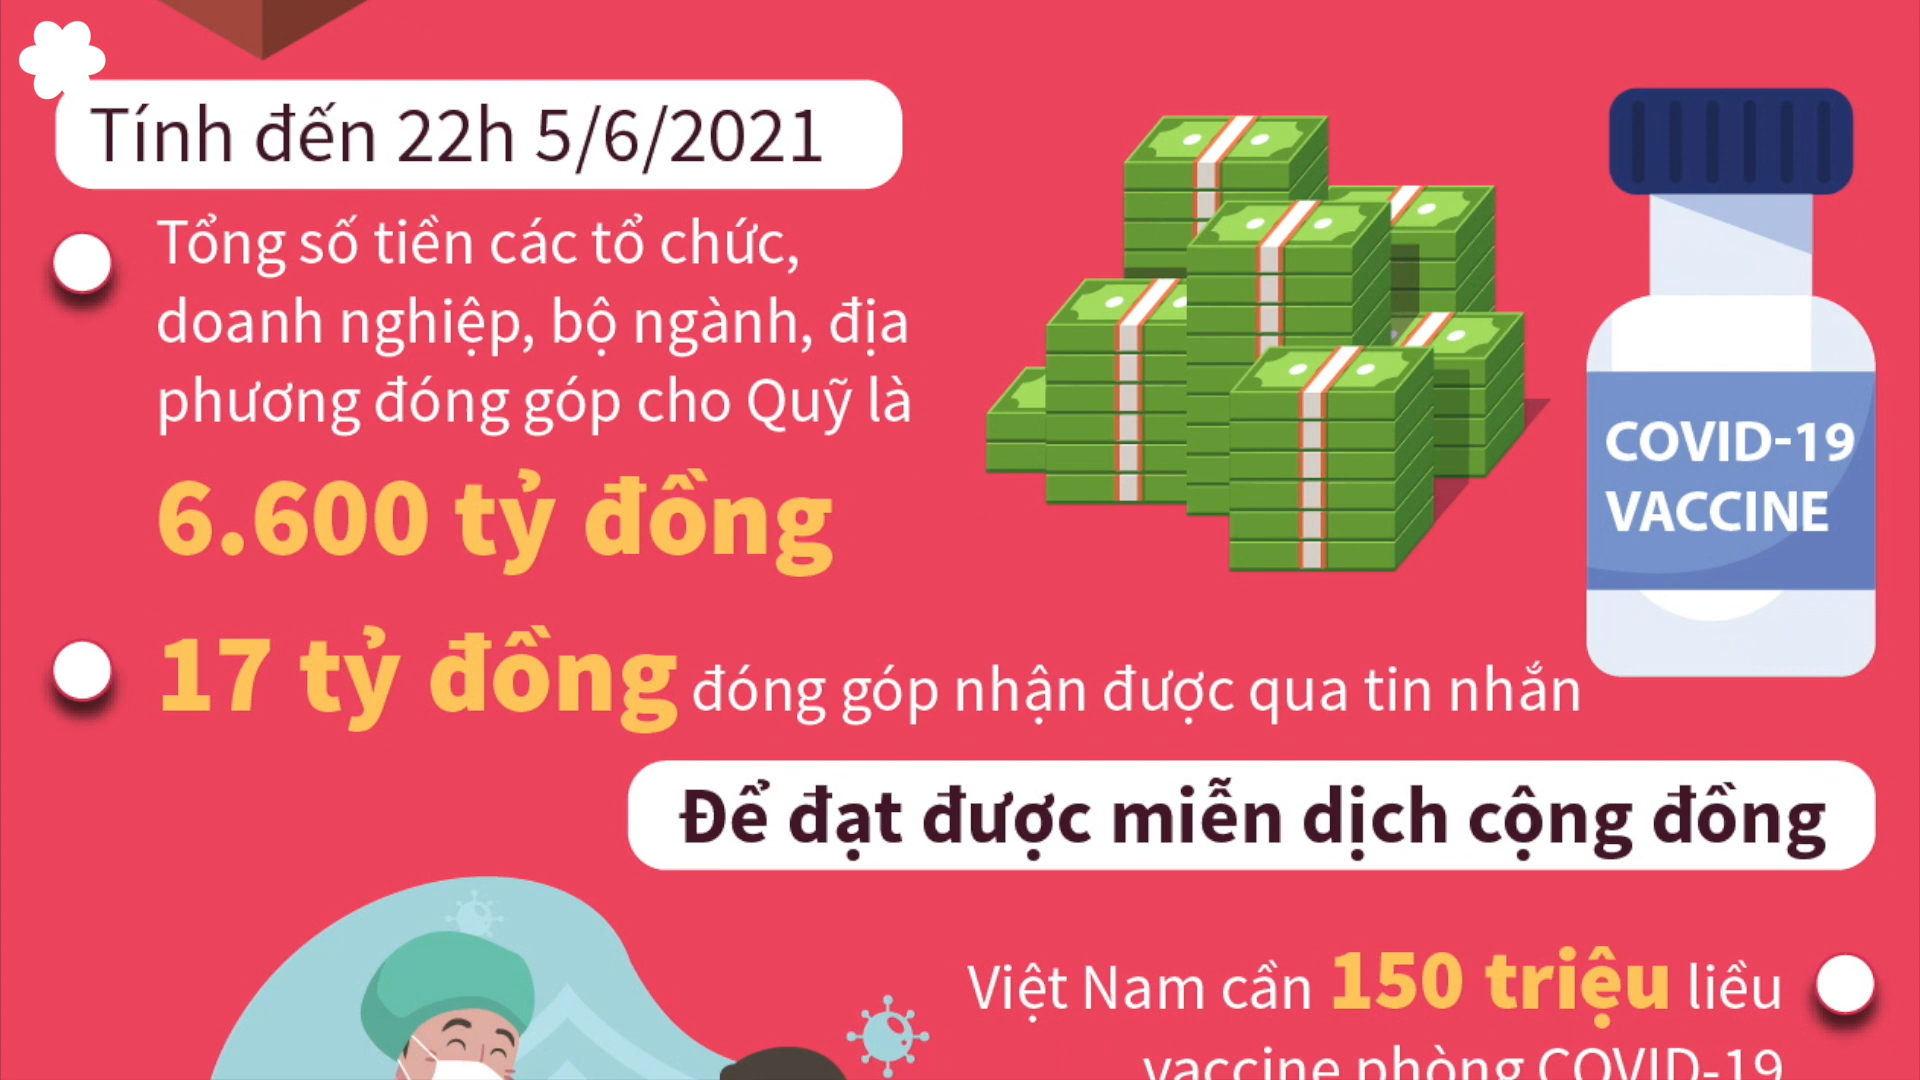 Tính đến 22h 5/6/2021
Tổng số tiền các tổ chức,
doanh nghiệp, bộ ngành, địa
phương đóng góp cho Quỹ là
6.600 tỷ đồng
17 tỷ đồng đóng góp nhận được qua tin nhắn
COVID-19
VACCINE
Để đạt được miễn dịch cộng đồng
Việt Nam cần 150 triệu liều
vaccine phòng COVID-19